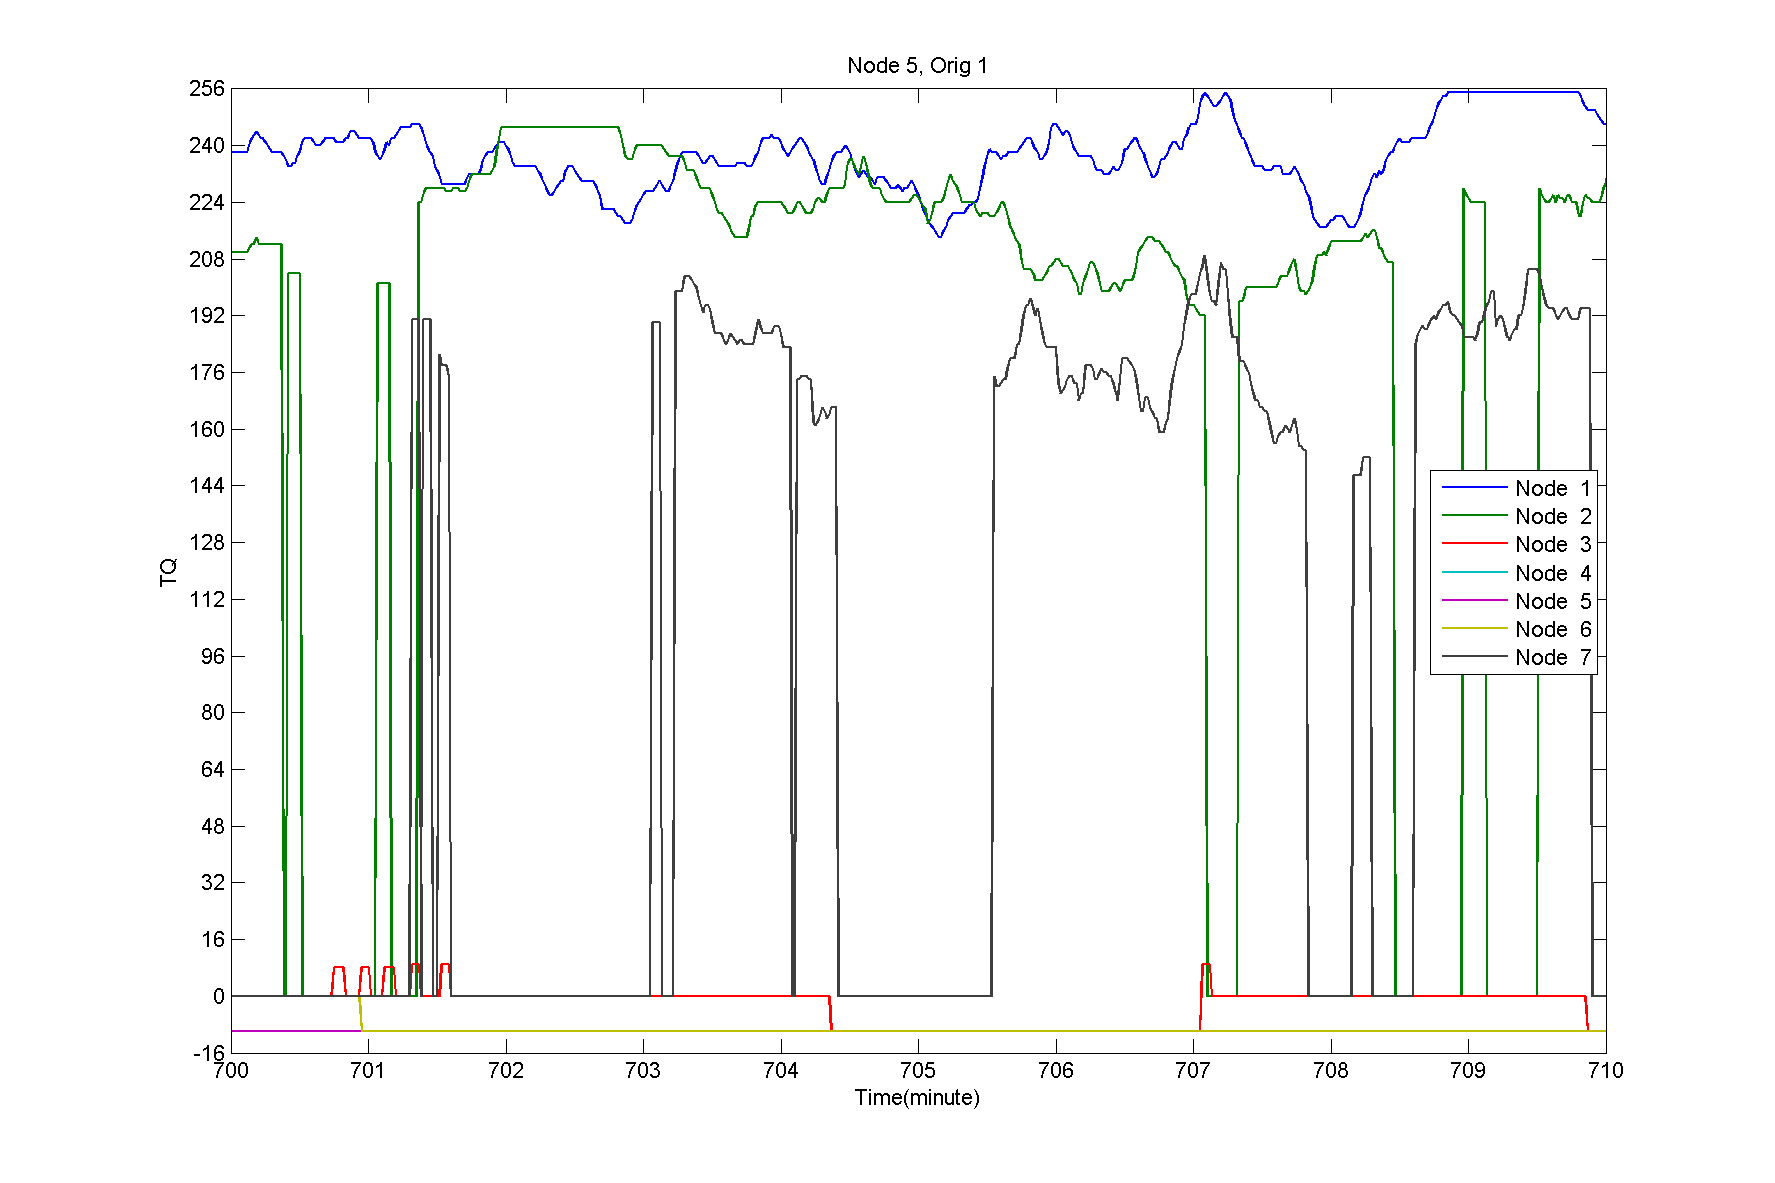 Node 5, Orig 1
256
240
224
208
192
176
160
144
128
112
96
80
64
48
32
16
0
-16
TQ
Node 1
Node 2
Node 3
Node 4
Node 5
Node 6
Node 7
700 701 702 703 704 705 706 707 708 709 710
Time(minute)